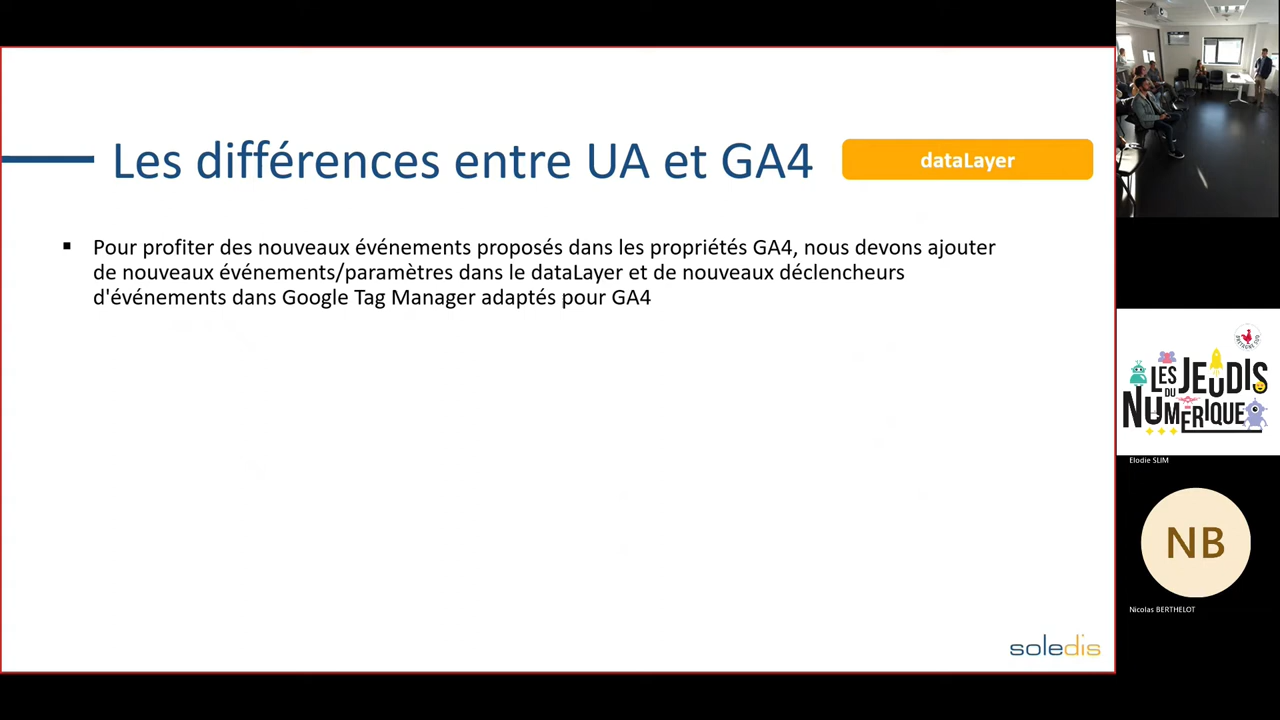 Les différences entre UA et GA4
dataLayer
▪ Pour profiter des nouveaux événements proposés dans les propriétés GA4, nous devons ajouter
de nouveaux événements/paramètres dans le dataLayer et de nouveaux déclencheurs
d'événements dans Google Tag Manager adaptés pour GA4
soledis
LES JEUDIS
DU
NUMERIQUE
Elodie SLIM
NB
Nicolas BERTHELOT